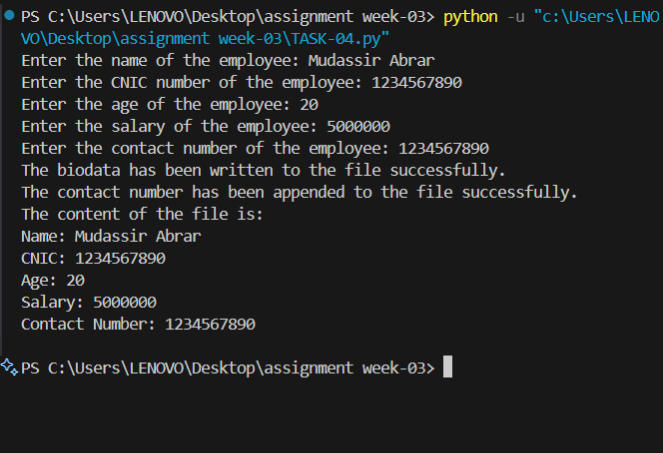 PS C:\Users\LENOVO\Desktop\assignment week-03> python -u "c:\Users\LENO
VO\Desktop\assignment week-03\TASK-04.py"
Enter the name of the employee: Mudassir Abrar
Enter the CNIC number of the employee: 1234567890
Enter the age of the employee: 20
Enter the salary of the employee: 5000000
Enter the contact number of the employee: 1234567890
The biodata has been written to the file successfully.
The contact number has been appended to the file successfully.
The content of the file is:
Name: Mudassir Abrar
CNIC: 1234567890
Age: 20
Salary: 5000000
Contact Number: 1234567890
PS C:\Users\LENOVO\Desktop\assignment week-03>